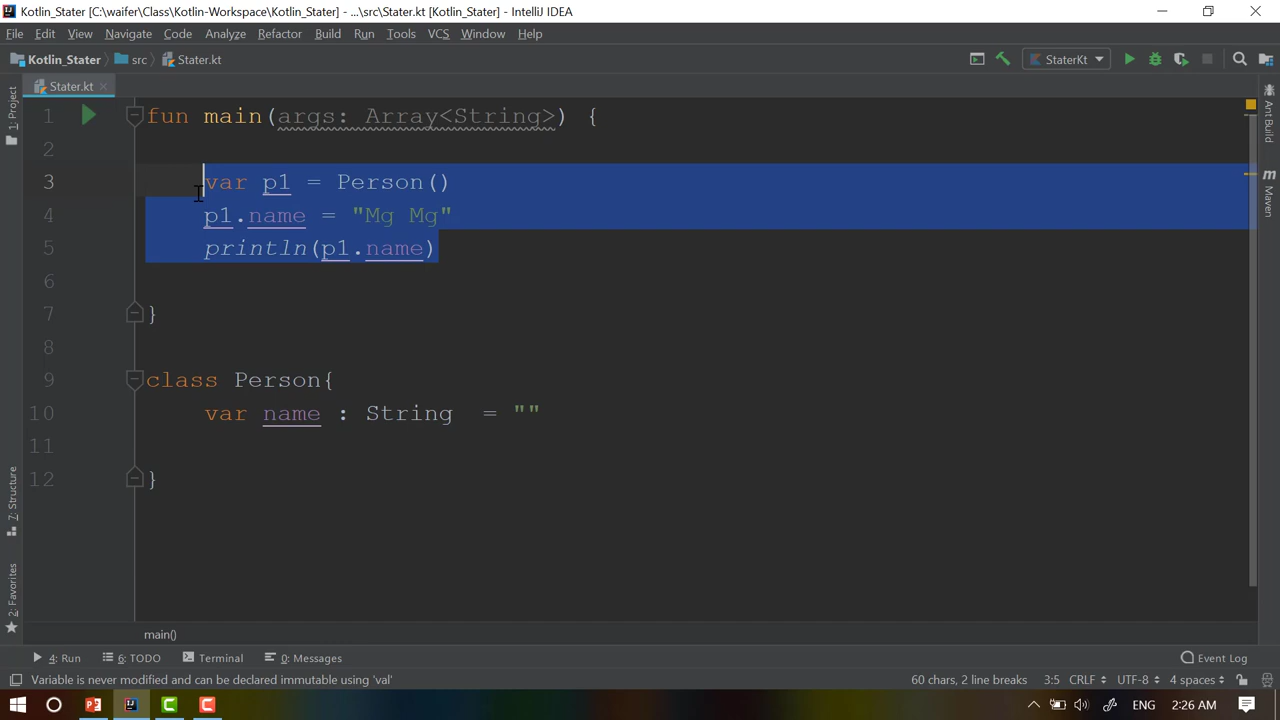 Kotlin_Stater [C:\waifer\Class\Kotlin-Workspace\Kotlin_Stater] - ...\src\Stater.kt [Kotlin_Stater] - IntelliJ IDEA
File Edit View Navigate Code Analyze Refactor Build Run Tools VCS Window Help
Kotlin_Stater src Stater.kt StaterKt
Stater.kt
1: Project
Ant Build
Maven
7: Structure
2: Favorites
1 fun main(args: Array<String>) {
2
3 var p1 = Person()
4 p1.name = "Mg Mg"
5 println(p1.name)
6
7 }
8
9 class Person{
10 var name : String = ""
11
12 }
main()
4: Run 6: TODO Terminal 0: Messages Event Log
Variable is never modified and can be declared immutable using 'val' 60 chars, 2 line breaks 3:5 CRLF UTF-8 4 spaces
ENG 2:26 AM